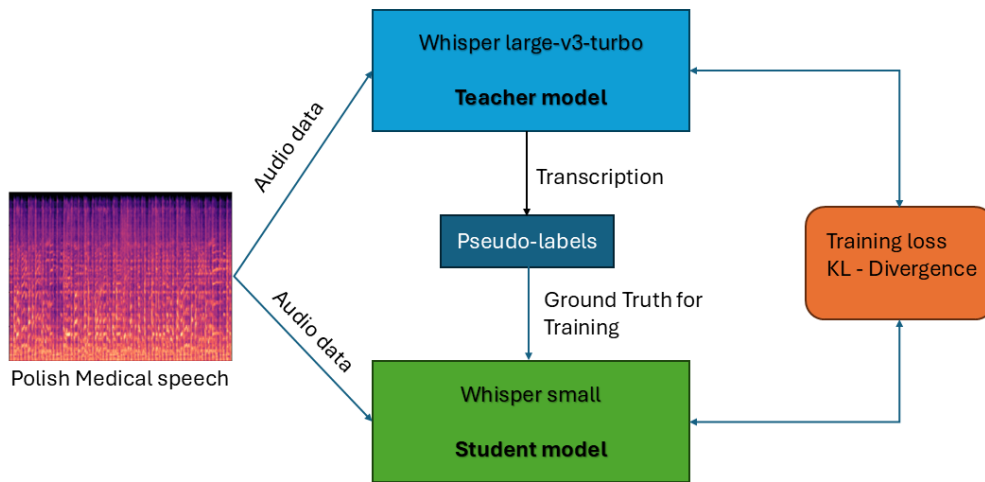 Whisper large-v3-turbo
Teacher model
Audio data
Transcription
Pseudo-labels
Training loss
KL - Divergence
Ground Truth for
Training
Audio data
Polish Medical speech
Whisper small
Student model